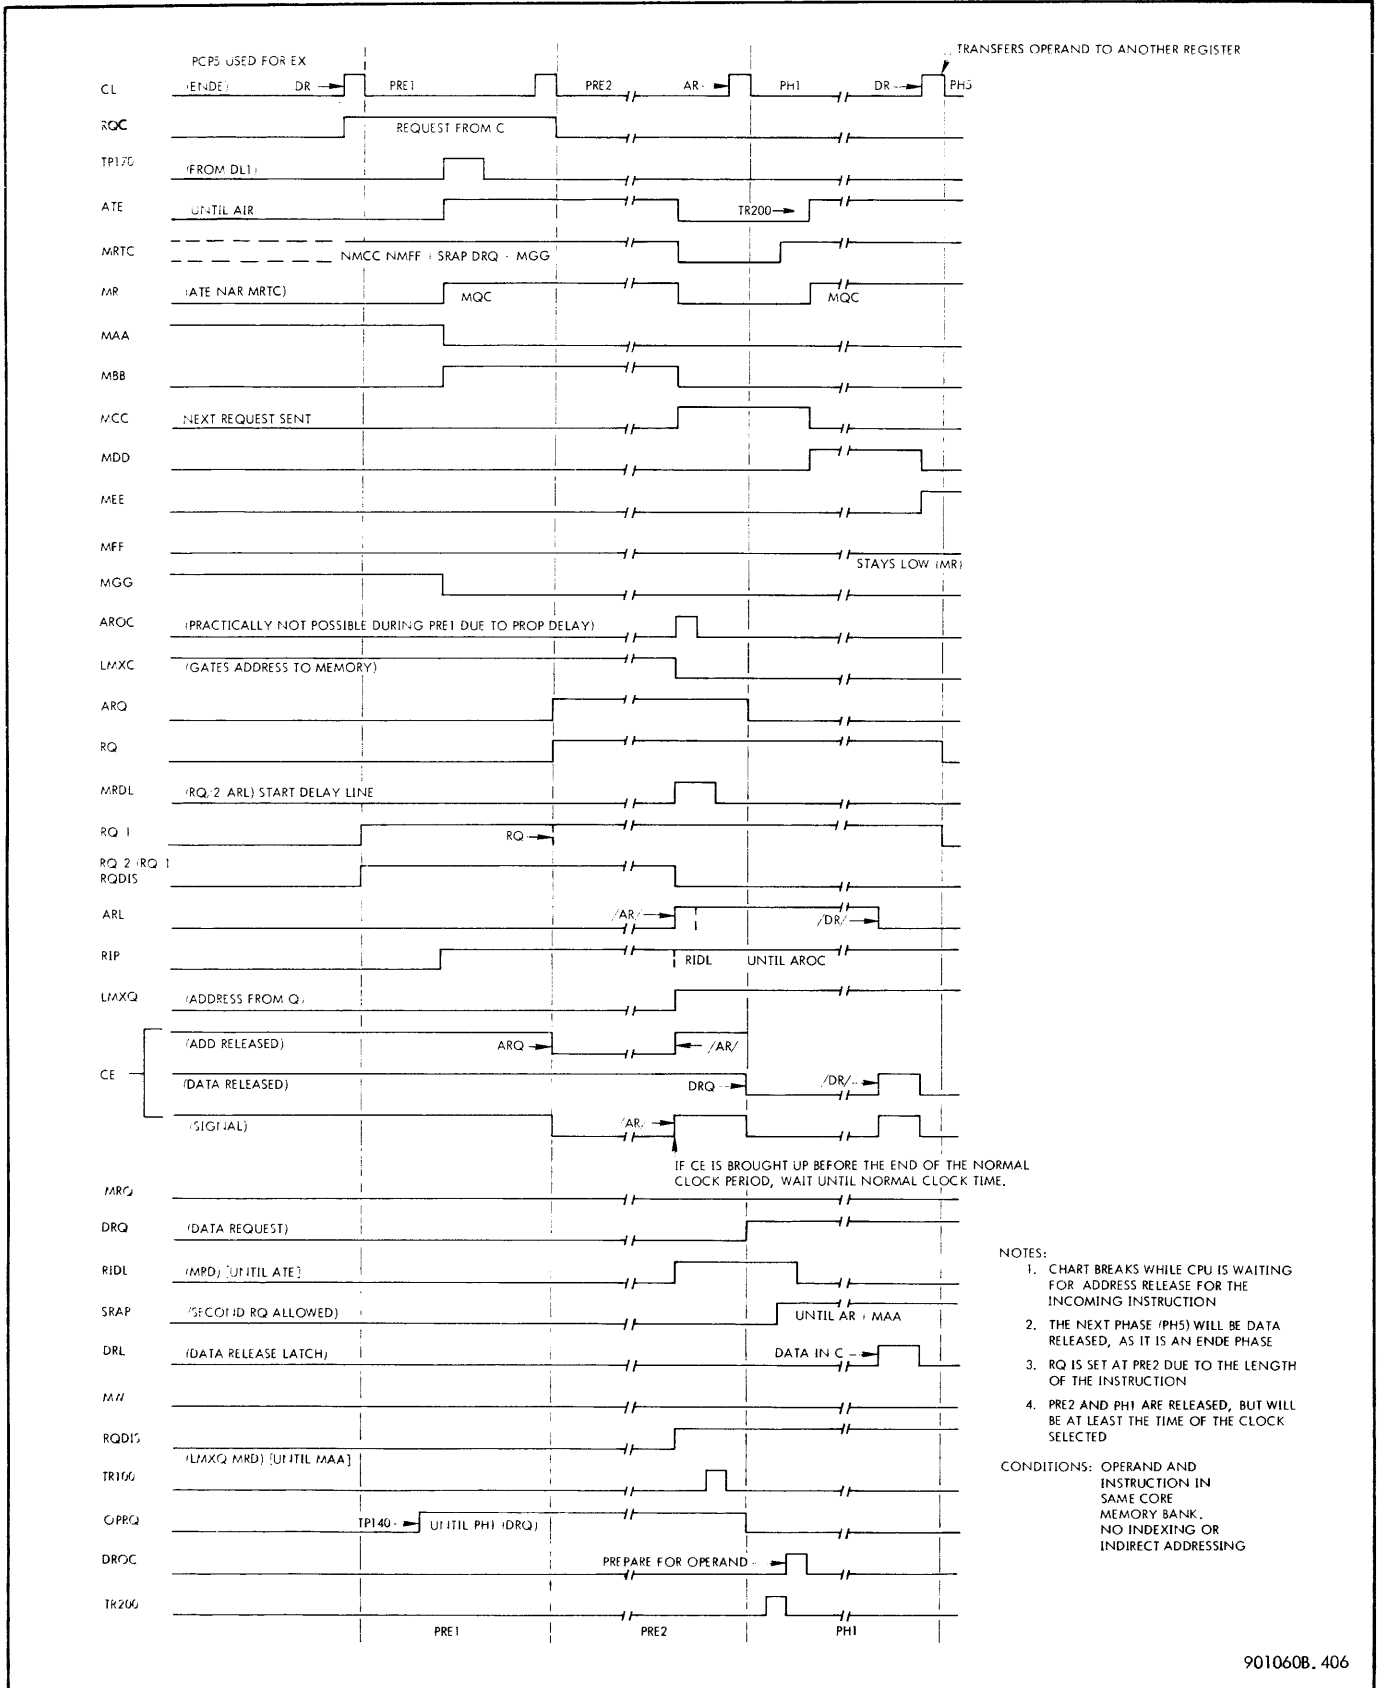 TRANSFERS OPERAND TO ANOTHER REGISTER
PCP5 USED FOR EX
CL (ENDE) DR PRE1 PRE2 AR PH1 DR PH5
RQC REQUEST FROM C
TP170 (FROM DL1)
ATE UNTIL AIR TR200
MRTC NMCC NMFF + SRAP DRQ + MGG
MR (ATE NAR MRTC) MQC MQC
MAA
MBB
MCC NEXT REQUEST SENT
MDD
MEE
MFF
STAYS LOW (MR)
MGG
AROC (PRACTICALLY NOT POSSIBLE DURING PRE1 DUE TO PROP DELAY)
LMXC (GATES ADDRESS TO MEMORY)
ARQ
RQ
MRDL (RQ/2 ARL) START DELAY LINE
RQ 1 RQ
RQ 2 (RQ 1
RQDIS
ARL /AR/ /DR/
RIP RIDL UNTIL AROC
LMXQ (ADDRESS FROM Q)
(ADD RELEASED) ARQ /AR/
CE
(DATA RELEASED) DRQ /DR/
(SIGNAL) /AR/
IF CE IS BROUGHT UP BEFORE THE END OF THE NORMAL
CLOCK PERIOD, WAIT UNTIL NORMAL CLOCK TIME.
MRQ
DRQ (DATA REQUEST)
RIDL (MRD) [UNTIL ATE]
SRAP (SECOND RQ ALLOWED) UNTIL AR + MAA
DRL (DATA RELEASE LATCH) DATA IN C
MW
RQDIS
(LMXQ MRD) [UNTIL MAA]
TR100
OPRQ TP140 UNTIL PH1 (DRQ)
DROC PREPARE FOR OPERAND
TR200
PRE1 PRE2 PH1
NOTES:
1. CHART BREAKS WHILE CPU IS WAITING
FOR ADDRESS RELEASE FOR THE
INCOMING INSTRUCTION
2. THE NEXT PHASE (PH5) WILL BE DATA
RELEASED, AS IT IS AN ENDE PHASE
3. RQ IS SET AT PRE2 DUE TO THE LENGTH
OF THE INSTRUCTION
4. PRE2 AND PH1 ARE RELEASED, BUT WILL
BE AT LEAST THE TIME OF THE CLOCK
SELECTED
CONDITIONS: OPERAND AND
INSTRUCTION IN
SAME CORE
MEMORY BANK.
NO INDEXING OR
INDIRECT ADDRESSING
901060B. 406